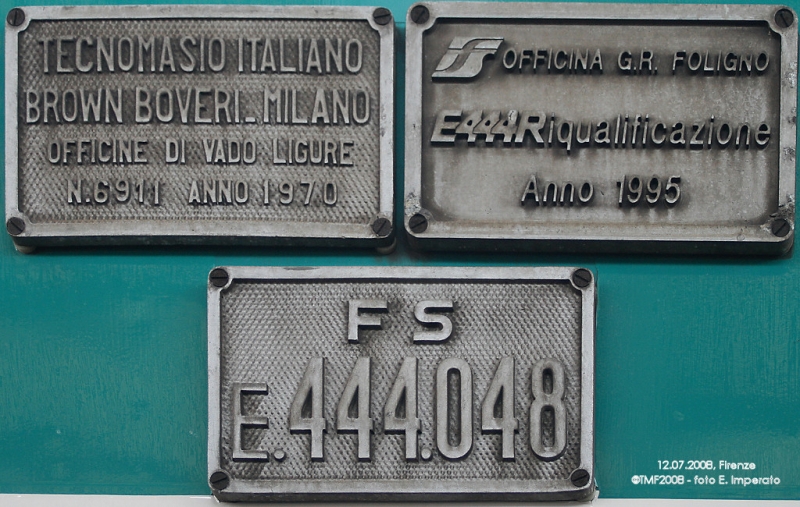 TECNOMASIO ITALIANO
BROWN BOVERI_MILANO
OFFICINE DI VADO LIGURE
N.6911 ANNO 1970
FS OFFICINA G.R. FOLIGNO
E444.Riqualificazione
Anno 1995
FS
E.444.048
12.07.2008, Firenze
©TMF2008 - foto E. Imperato